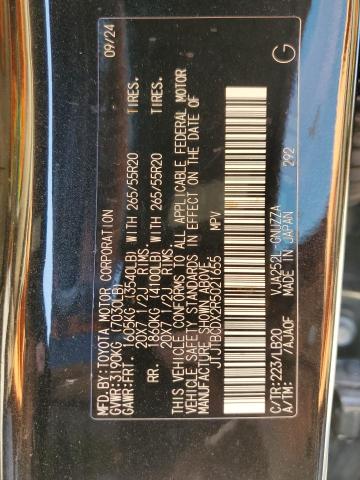 MFD.BY:TOYOTA MOTOR CORPORATION 09/24
GVWR:3190KG (7030LB)
GAWR:FRT. 1605KG (3540LB) WITH 265/55R20 TIRES.
20X7 1/2J RIMS.
RR. 1860KG (4100LB) WITH 265/55R20 TIRES.
20X7 1/2J RIMS.
THIS VEHICLE CONFORMS TO ALL APPLICABLE FEDERAL MOTOR
VEHICLE SAFETY STANDARDS IN EFFECT ON THE DATE OF
MANUFACTURE SHOWN ABOVE.
JTJTBCDX2R5021655 MPV
G
C/TR:223/LB20 VJA252L-GNUZZA
A/TM: /AJA0F MADE IN JAPAN 292